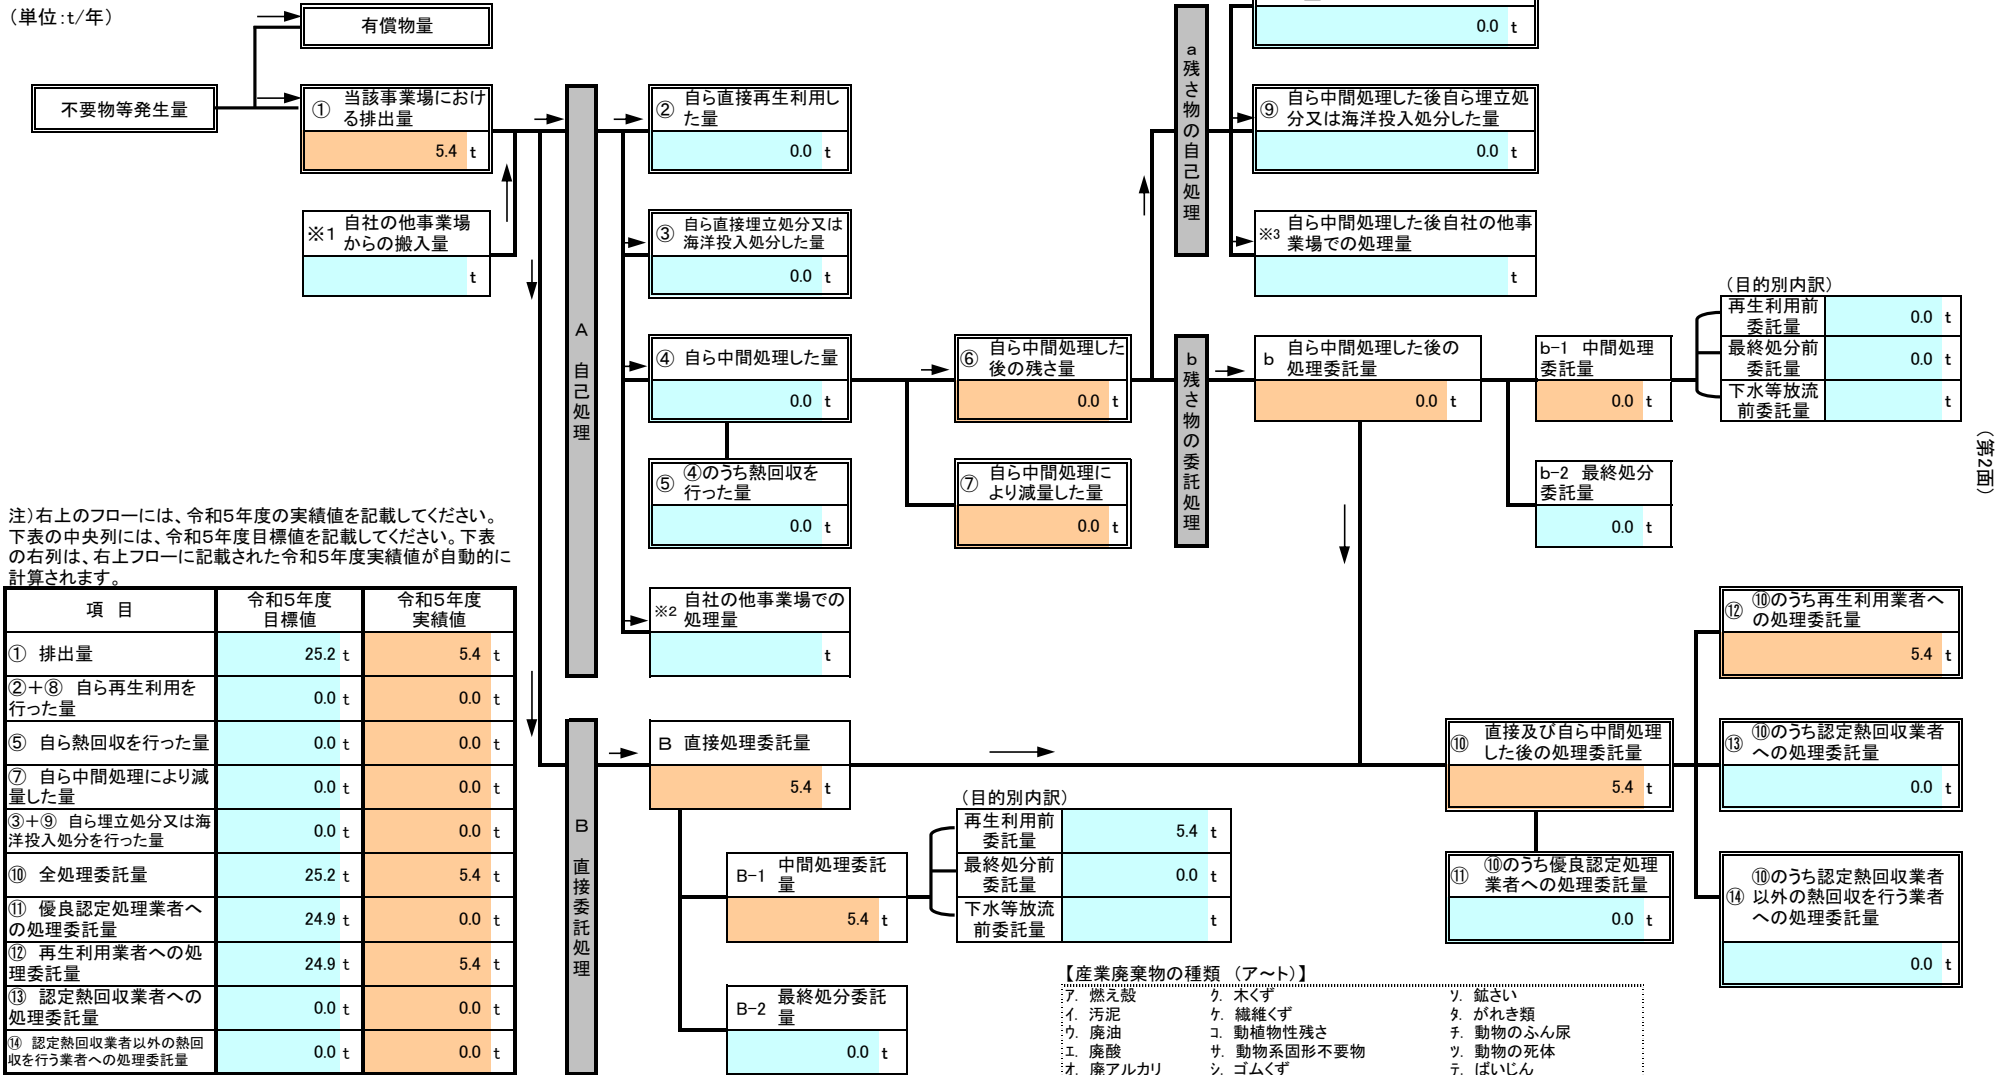 (単位:t/年)
有償物量
不要物等発生量
① 当該事業場におけ
る排出量
5.4 t
※1 自社の他事業場
からの搬入量
t
A 自己処理
② 自ら直接再生利用し
た量
0.0 t
③ 自ら直接埋立処分又は
海洋投入処分した量
0.0 t
④ 自ら中間処理した量
0.0 t
⑤ ④のうち熱回収を
行った量
0.0 t
※2 自社の他事業場での
処理量
t
⑥ 自ら中間処理した
後の残さ量
0.0 t
⑦ 自ら中間処理に
より減量した量
0.0 t
a 残さ物の自己処理
0.0 t
⑨ 自ら中間処理した後自ら埋立処
分又は海洋投入処分した量
0.0 t
※3 自ら中間処理した後自社の他事
業場での処理量
t
b 残さ物の委託処理
b 自ら中間処理した後の
処理委託量
0.0 t
b-1 中間処理
委託量
0.0 t
b-2 最終処分
委託量
0.0 t
(目的別内訳)
再生利用前
委託量
0.0 t
最終処分前
委託量
0.0 t
下水等放流
前委託量
t
(第2面)
注)右上のフローには、令和5年度の実績値を記載してください。
下表の中央列には、令和5年度目標値を記載してください。下表
の右列は、右上フローに記載された令和5年度実績値が自動的に
計算されます。
項 目 令和5年度
目標値 令和5年度
実績値
① 排出量 25.2 t 5.4 t
②+⑧ 自ら再生利用を
行った量 0.0 t 0.0 t
⑤ 自ら熱回収を行った量 0.0 t 0.0 t
⑦ 自ら中間処理により減
量した量 0.0 t 0.0 t
③+⑨ 自ら埋立処分又は海
洋投入処分を行った量 0.0 t 0.0 t
⑩ 全処理委託量 25.2 t 5.4 t
⑪ 優良認定処理業者へ
の処理委託量 24.9 t 0.0 t
⑫ 再生利用業者への処
理委託量 24.9 t 5.4 t
⑬ 認定熱回収業者への
処理委託量 0.0 t 0.0 t
⑭ 認定熱回収業者以外の熱回
収を行う業者への処理委託量 0.0 t 0.0 t
B 直接委託処理
B 直接処理委託量
5.4 t
B-1 中間処理委託
量
5.4 t
B-2 最終処分委託
量
0.0 t
(目的別内訳)
再生利用前
委託量
5.4 t
最終処分前
委託量
0.0 t
下水等放流
前委託量
t
⑩ 直接及び自ら中間処理
した後の処理委託量
5.4 t
⑪ ⑩のうち優良認定処理
業者への処理委託量
0.0 t
⑫ ⑩のうち再生利用業者へ
の処理委託量
5.4 t
⑬ ⑩のうち認定熱回収業者
への処理委託量
0.0 t
⑭ ⑩のうち認定熱回収業者
以外の熱回収を行う業者
への処理委託量
0.0 t
【産業廃棄物の種類 (ア~ト)】
ア. 燃え殻 ク. 木くず ソ. 鉱さい
イ. 汚泥 ケ. 繊維くず タ. がれき類
ウ. 廃油 コ. 動植物性残さ チ. 動物のふん尿
エ. 廃酸 サ. 動物系固形不要物 ツ. 動物の死体
オ. 廃アルカリ シ. ゴムくず テ. ばいじん